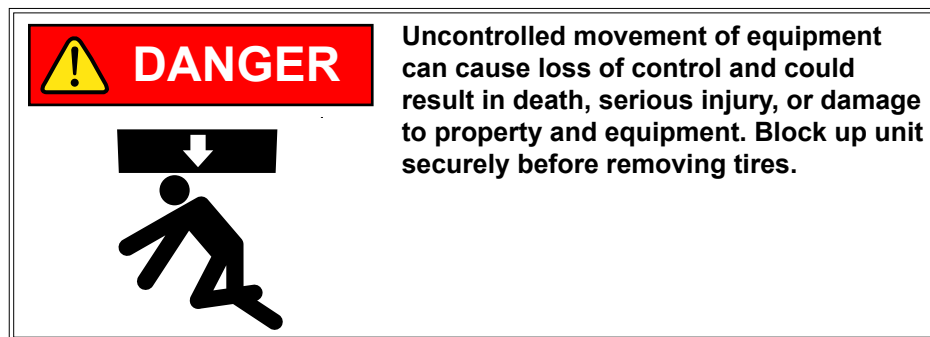 DANGER
Uncontrolled movement of equipment
can cause loss of control and could
result in death, serious injury, or damage
to property and equipment. Block up unit
securely before removing tires.